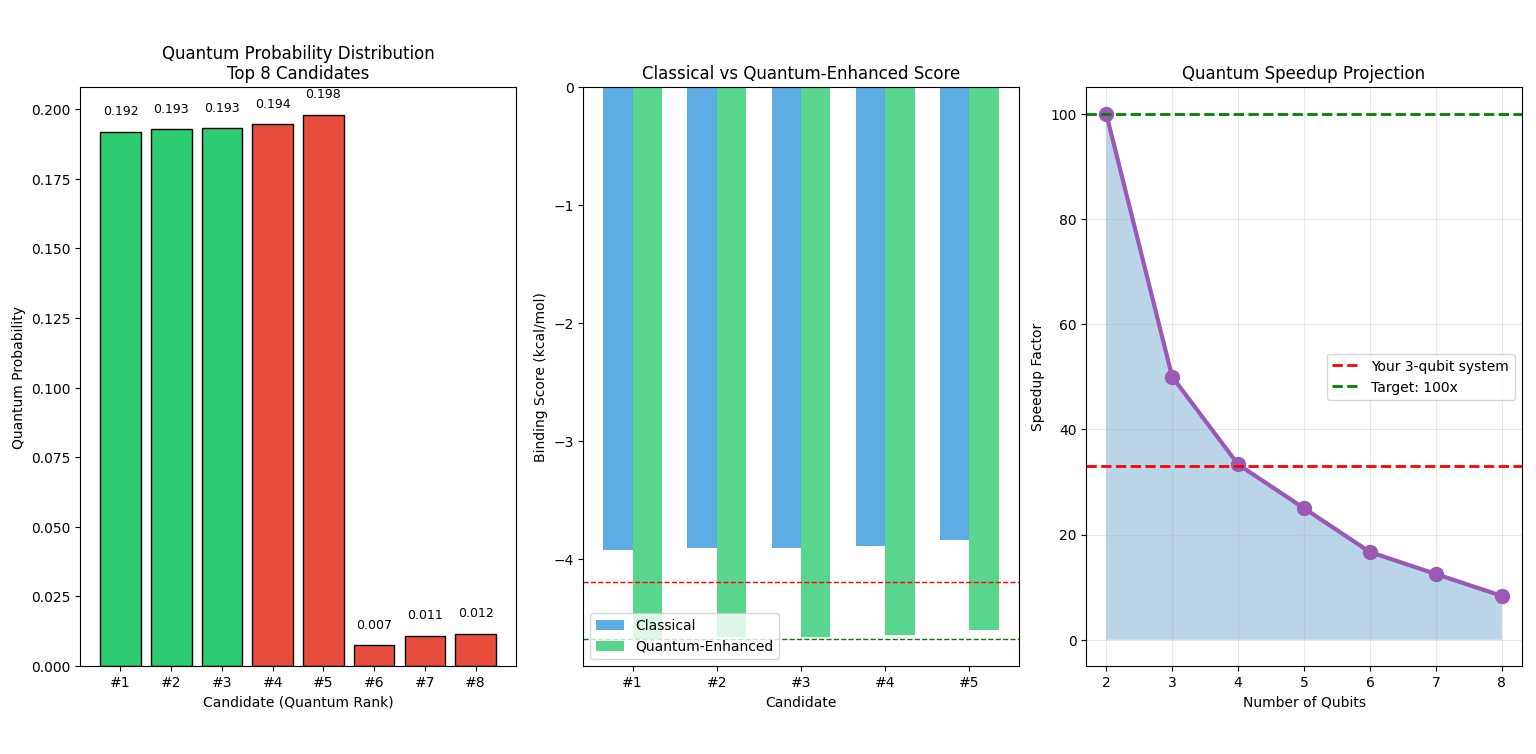 Quantum Probability Distribution
Top 8 Candidates
0.200
0.175
0.150
0.125
0.100
0.075
0.050
0.025
0.000
Quantum Probability
0.192
0.193
0.193
0.194
0.198
0.007
0.011
0.012
#1 #2 #3 #4 #5 #6 #7 #8
Candidate (Quantum Rank)
Classical vs Quantum-Enhanced Score
0
−1
−2
−3
−4
Binding Score (kcal/mol)
Classical
Quantum-Enhanced
#1 #2 #3 #4 #5
Candidate
Quantum Speedup Projection
100
80
60
40
20
0
Speedup Factor
Your 3-qubit system
Target: 100x
2 3 4 5 6 7 8
Number of Qubits